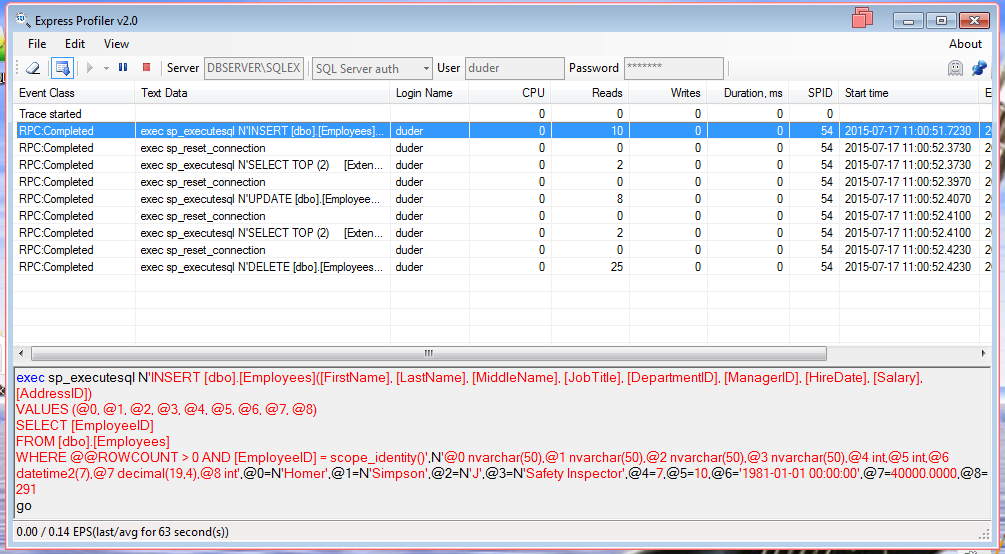 Express Profiler v2.0
File Edit View About
Server DBSERVER\SQLEX SQL Server auth User duder Password *******
Event Class Text Data Login Name CPU Reads Writes Duration, ms SPID Start time E
Trace started 0 0 0 0 0
RPC:Completed exec sp_executesql N'INSERT [dbo].[Employees]... duder 0 10 0 0 54 2015-07-17 11:00:51.7230
RPC:Completed exec sp_reset_connection duder 0 0 0 0 54 2015-07-17 11:00:52.3730
RPC:Completed exec sp_executesql N'SELECT TOP (2) [Exten... duder 0 2 0 0 54 2015-07-17 11:00:52.3730
RPC:Completed exec sp_reset_connection duder 0 0 0 0 54 2015-07-17 11:00:52.3970
RPC:Completed exec sp_executesql N'UPDATE [dbo].[Employee... duder 0 8 0 0 54 2015-07-17 11:00:52.4070
RPC:Completed exec sp_reset_connection duder 0 0 0 0 54 2015-07-17 11:00:52.4100
RPC:Completed exec sp_executesql N'SELECT TOP (2) [Exten... duder 0 2 0 0 54 2015-07-17 11:00:52.4100
RPC:Completed exec sp_reset_connection duder 0 0 0 0 54 2015-07-17 11:00:52.4230
RPC:Completed exec sp_executesql N'DELETE [dbo].[Employees... duder 0 25 0 0 54 2015-07-17 11:00:52.4230
exec sp_executesql N'INSERT [dbo].[Employees]([FirstName], [LastName], [MiddleName], [JobTitle], [DepartmentID], [ManagerID], [HireDate], [Salary],
[AddressID])
VALUES (@0, @1, @2, @3, @4, @5, @6, @7, @8)
SELECT [EmployeeID]
FROM [dbo].[Employees]
WHERE @@ROWCOUNT > 0 AND [EmployeeID] = scope_identity()',N'@0 nvarchar(50),@1 nvarchar(50),@2 nvarchar(50),@3 nvarchar(50),@4 int,@5 int,@6
datetime2(7),@7 decimal(19,4),@8 int',@0=N'Homer',@1=N'Simpson',@2=N'J',@3=N'Safety Inspector',@4=7,@5=10,@6='1981-01-01 00:00:00',@7=40000.0000,@8=
291
go
0.00 / 0.14 EPS(last/avg for 63 second(s))